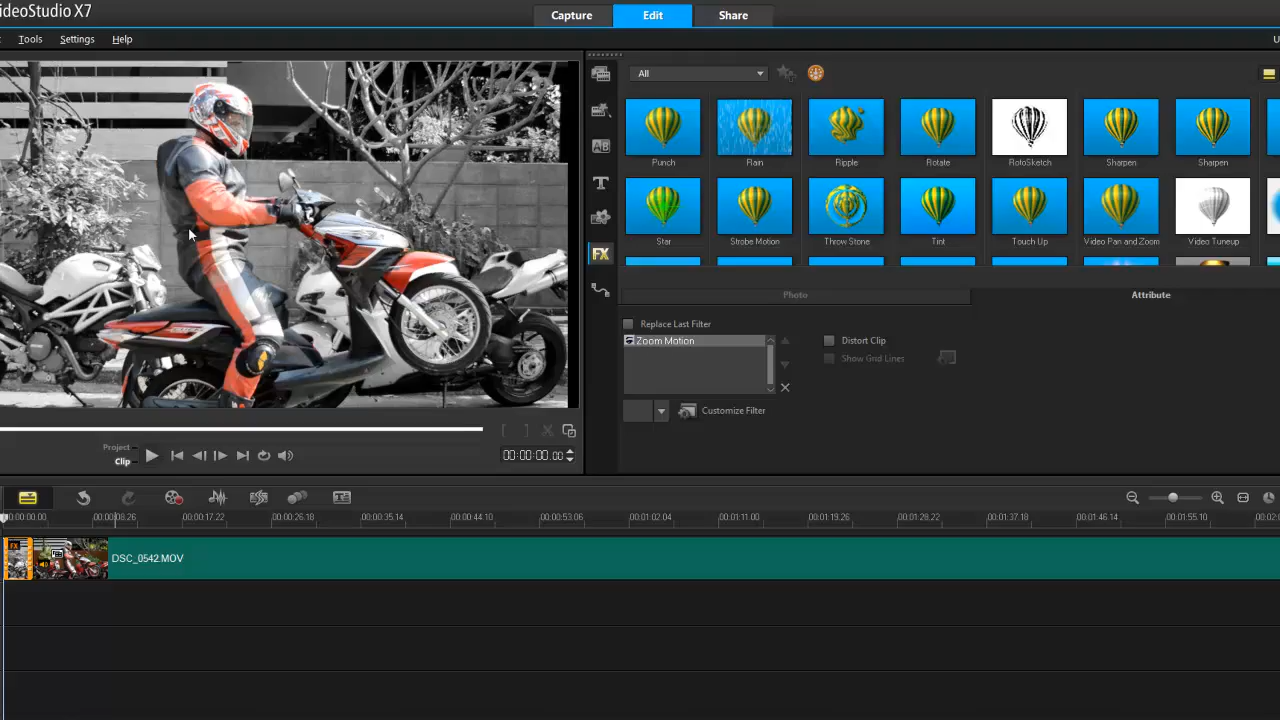 ideoStudio X7
Capture
Edit
Share
Tools
Settings
Help
All
Punch
Rain
Ripple
Rotate
RotoSketch
Sharpen
Sharpen
AB
T
Star
Strobe Motion
Throw Stone
Tint
Touch Up
Video Pan and Zoom
Video Tuneup
FX
Photo
Attribute
Replace Last Filter
Zoom Motion
Distort Clip
Show Grid Lines
Customize Filter
Project
Clip
00:00:00.00
00:00:00.00
00:00:08.26
00:00:17.22
00:00:26.18
00:00:35.14
00:00:44.10
00:00:53.06
00:01:02.04
00:01:11.00
00:01:19.26
00:01:28.22
00:01:37.18
00:01:46.14
00:01:55.10
FX
DSC_0542.MOV